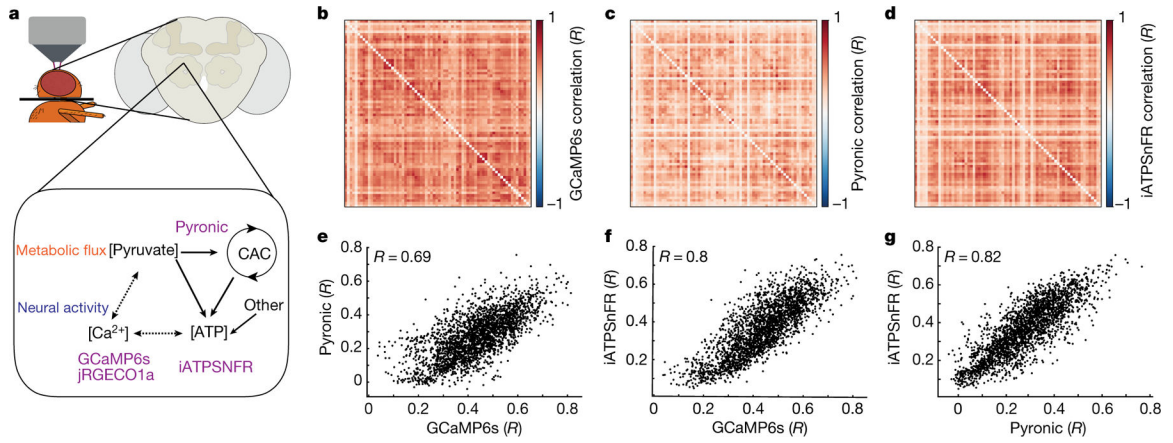 a
Pyronic
Metabolic flux [Pyruvate]
CAC
Neural activity
Other
[Ca²⁺]
[ATP]
GCaMP6s
jRGECO1a
iATPSNFR
b
1
GCaMP6s correlation (R)
−1
c
1
Pyronic correlation (R)
−1
d
1
iATPSnFR correlation (R)
−1
e
R = 0.69
Pyronic (R)
0.8
0.6
0.4
0.2
0
0 0.2 0.4 0.6 0.8
GCaMP6s (R)
f
R = 0.8
iATPSnFR (R)
0.8
0.6
0.4
0.2
0 0.2 0.4 0.6 0.8
GCaMP6s (R)
g
R = 0.82
iATPSnFR (R)
0.8
0.6
0.4
0.2
0 0.2 0.4 0.6 0.8
Pyronic (R)